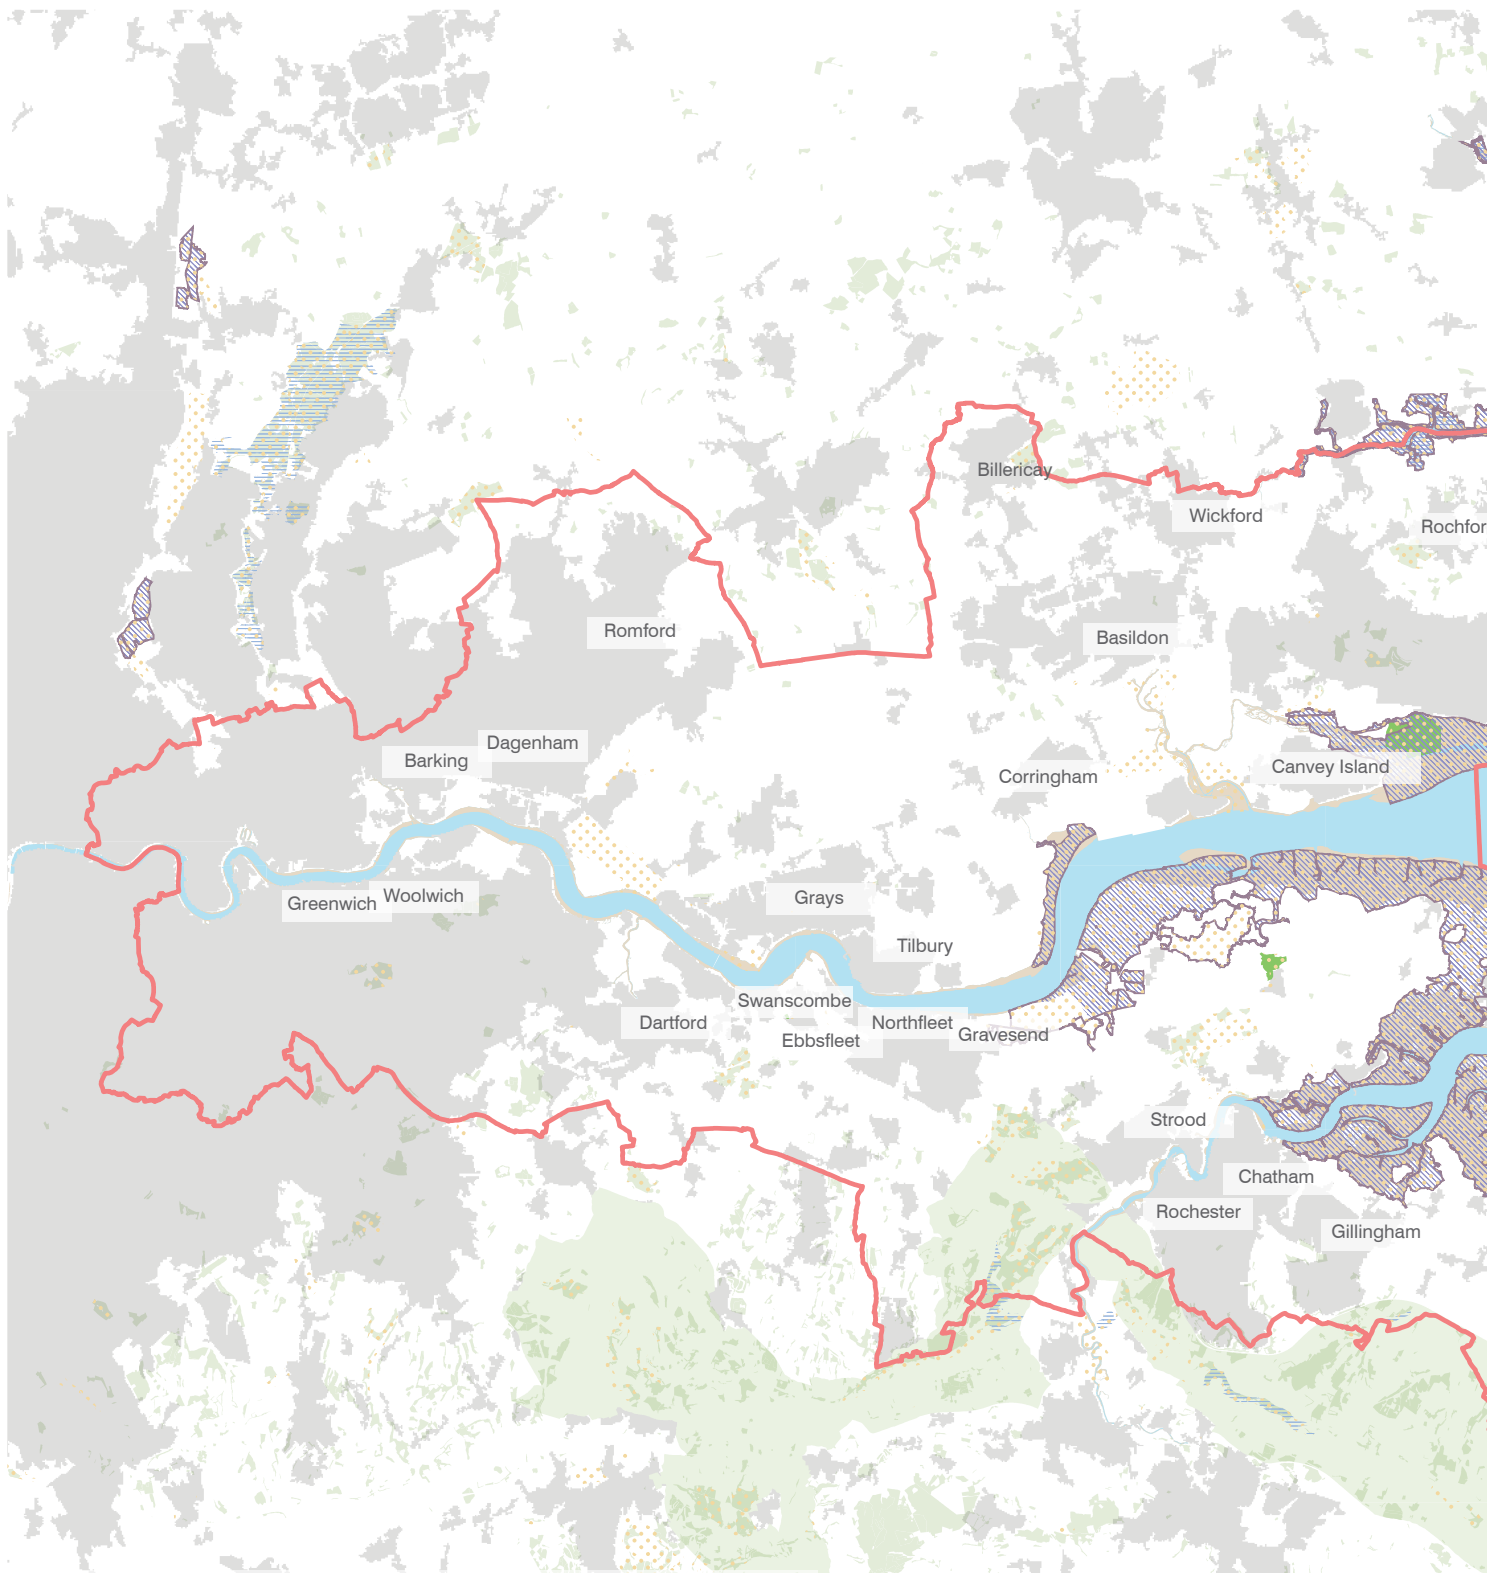 Billericay
Wickford
Rochfor
Romford
Basildon
Dagenham
Barking
Corringham
Canvey Island
Greenwich
Woolwich
Grays
Tilbury
Swanscombe
Dartford
Northfleet
Gravesend
Ebbsfleet
Strood
Chatham
Rochester
Gillingham